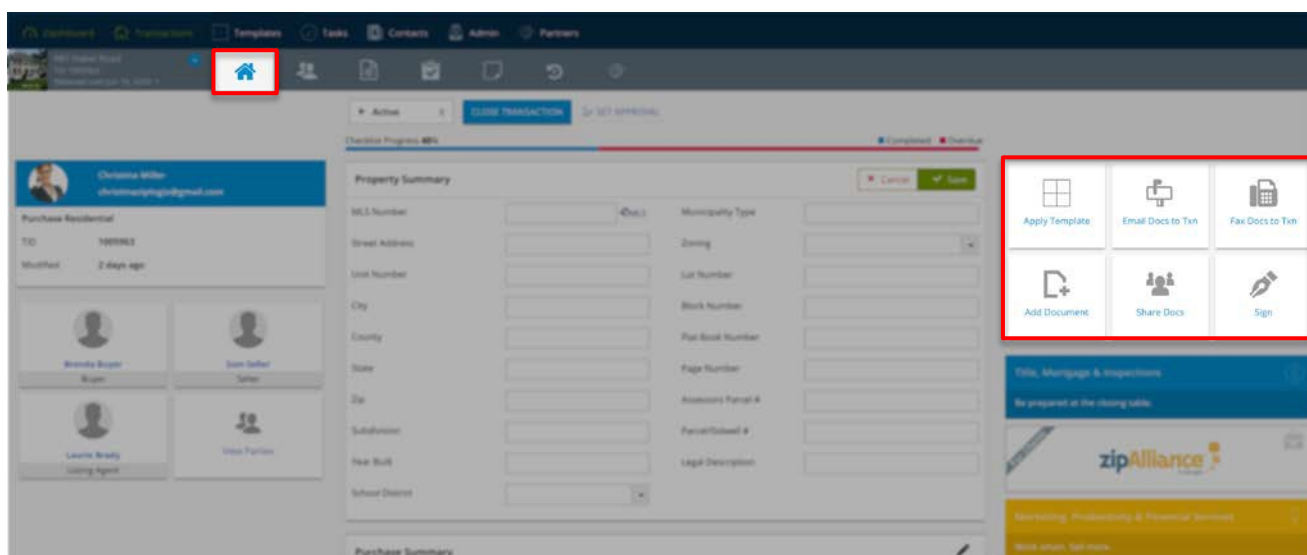 Dashboard Transactions Templates Tasks Contacts Admin Partners
Active
CLOSE TRANSACTION
SET APPROVAL
Checklist Progress 40%
Completed Overdue
Christina Miller
christinaziplogix@gmail.com
Purchase Residential
TID 1005963
Modified 2 days ago
Brenda Buyer
Buyer
Sam Seller
Seller
Laurie Brady
Listing Agent
View Parties
Property Summary
Cancel
Save
MLS Number
Municipality Type
Street Address
Zoning
Unit Number
Lot Number
City
Block Number
County
Plat Book Number
State
Page Number
Zip
Assessors Parcel #
Subdivision
Parcel/Sidwell #
Year Built
Legal Description
School District
Purchase Summary
Apply Template
Email Docs to Txn
Fax Docs to Txn
Add Document
Share Docs
Sign
Title, Mortgage & Inspections
Be prepared at the closing table.
zipAlliance
Marketing, Productivity & Financial Services
Work smart. Sell more.